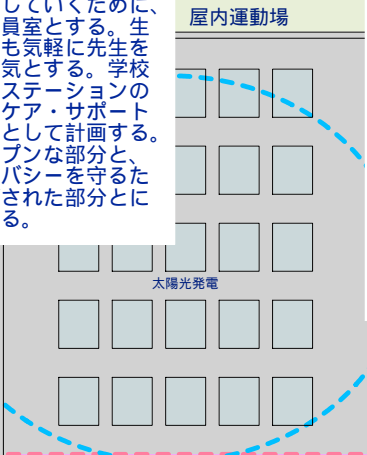 していくために、
員室とする。生
も気軽に先生を
気とする。学校
ステーションの
ケア・サポート
として計画する。
プンな部分と、
バシーを守るた
された部分とに
る。
屋内運動場
太陽光発電